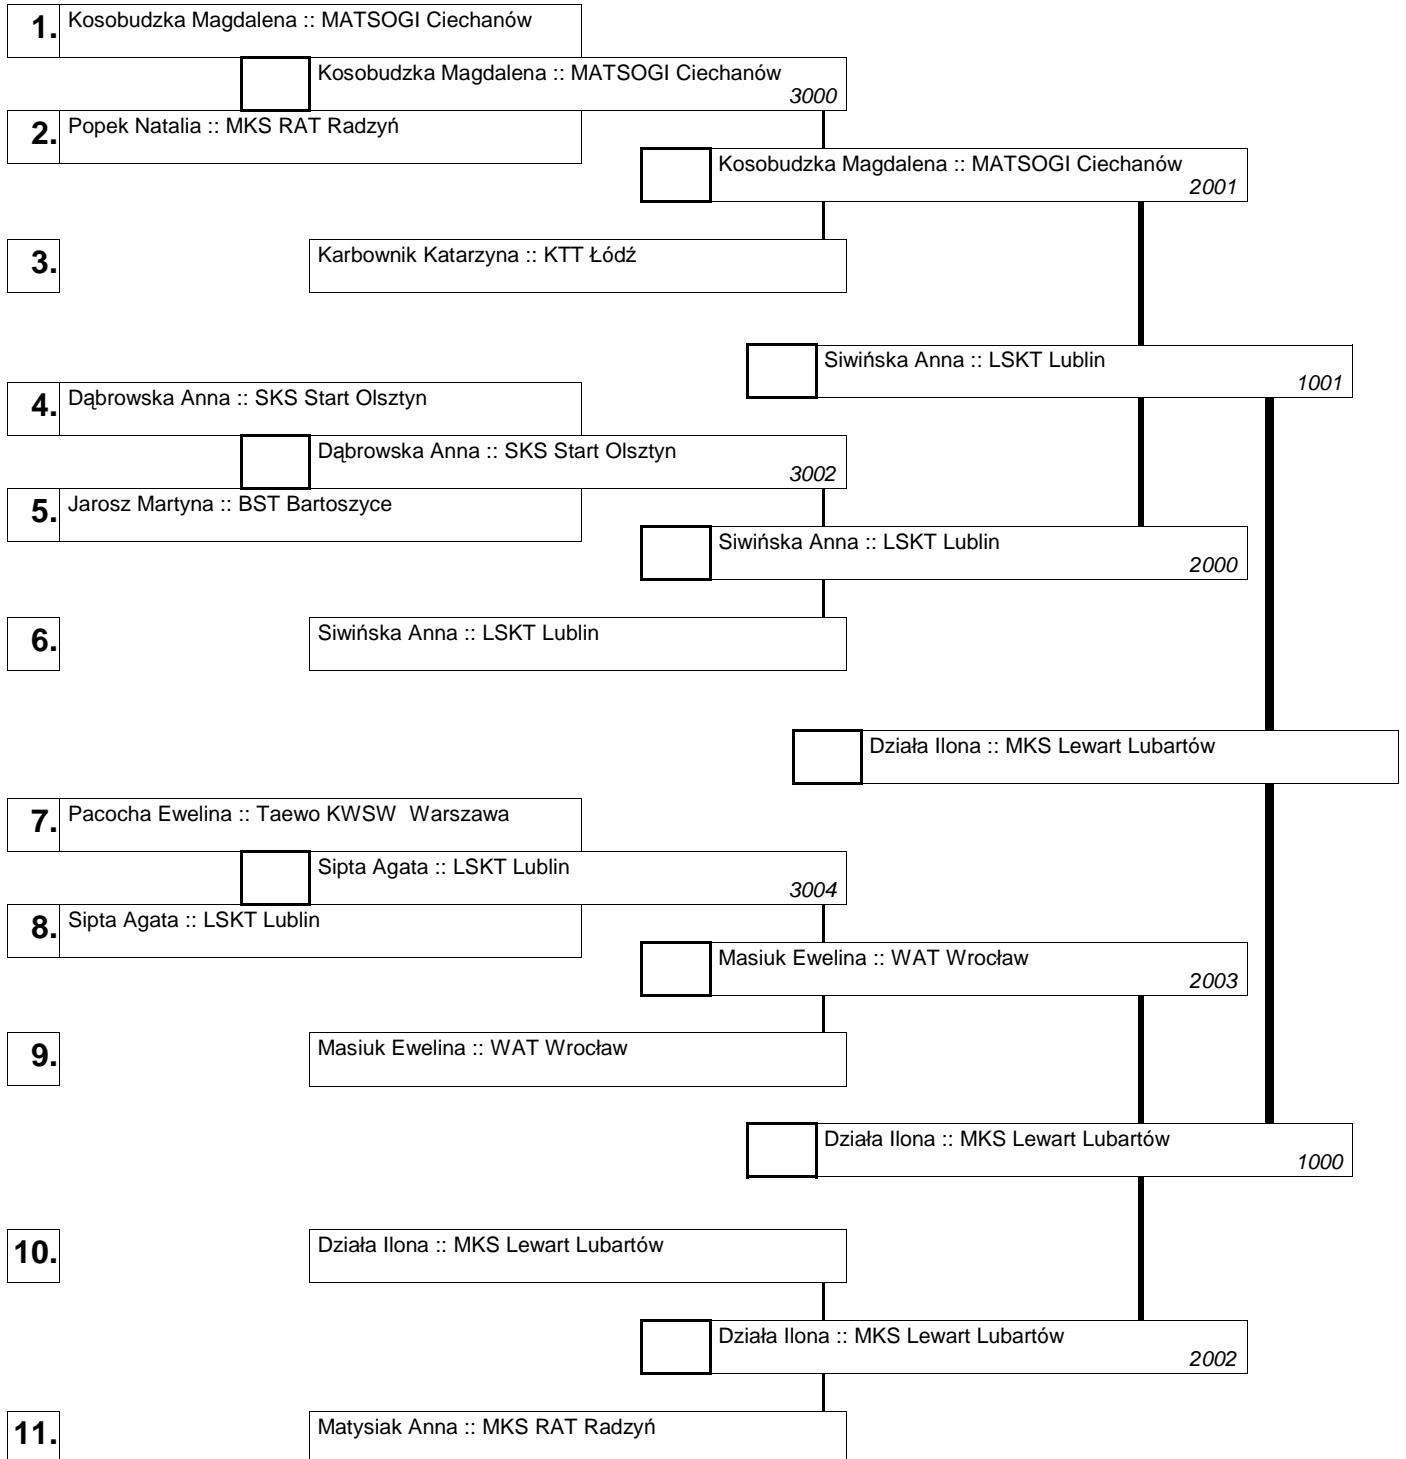 1. Kosobudzka Magdalena :: MATSOGI Ciechanów
Kosobudzka Magdalena :: MATSOGI Ciechanów
3000
2. Popek Natalia :: MKS RAT Radzyń
Kosobudzka Magdalena :: MATSOGI Ciechanów
2001
3. Karbownik Katarzyna :: KTT Łódź
Siwińska Anna :: LSKT Lublin
1001
4. Dąbrowska Anna :: SKS Start Olsztyn
Dąbrowska Anna :: SKS Start Olsztyn
3002
5. Jarosz Martyna :: BST Bartoszyce
Siwińska Anna :: LSKT Lublin
2000
6. Siwińska Anna :: LSKT Lublin
Działa Ilona :: MKS Lewart Lubartów
7. Pacocha Ewelina :: Taewo KWSW  Warszawa
Sipta Agata :: LSKT Lublin
3004
8. Sipta Agata :: LSKT Lublin
Masiuk Ewelina :: WAT Wrocław
2003
9. Masiuk Ewelina :: WAT Wrocław
Działa Ilona :: MKS Lewart Lubartów
1000
10. Działa Ilona :: MKS Lewart Lubartów
Działa Ilona :: MKS Lewart Lubartów
2002
11. Matysiak Anna :: MKS RAT Radzyń